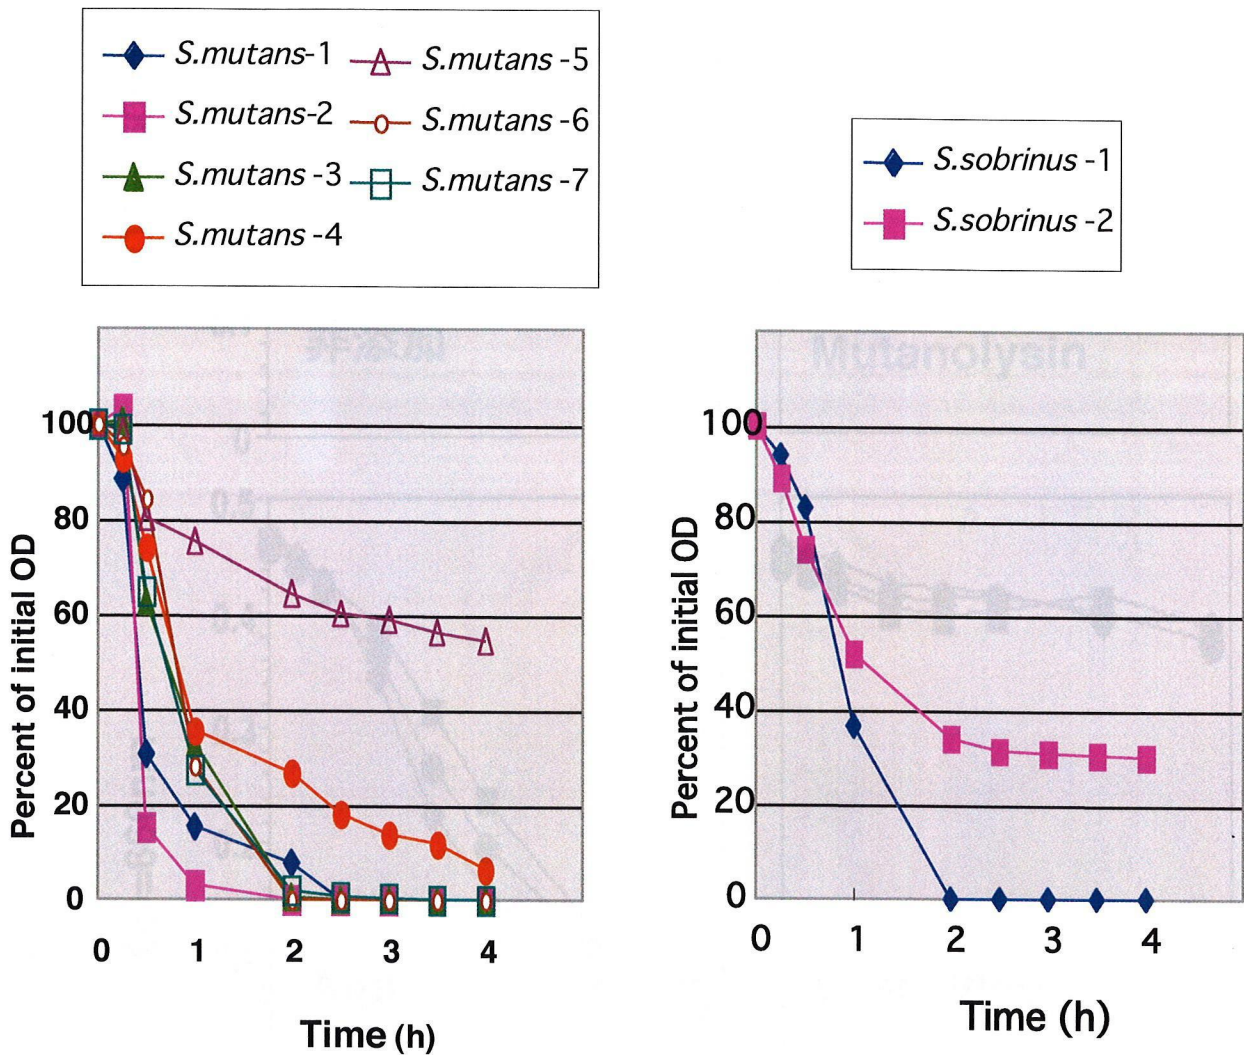 S.mutans-1
S.mutans-2
S.mutans -3
S.mutans -4
S.mutans -5
S.mutans -6
S.mutans -7
S.sobrinus -1
S.sobrinus -2
Percent of initial OD
100
80
60
40
20
0
0 1 2 3 4
Time (h)
Mutanolysin
Percent of initial OD
100
80
60
40
20
0
0 1 2 3 4
Time (h)